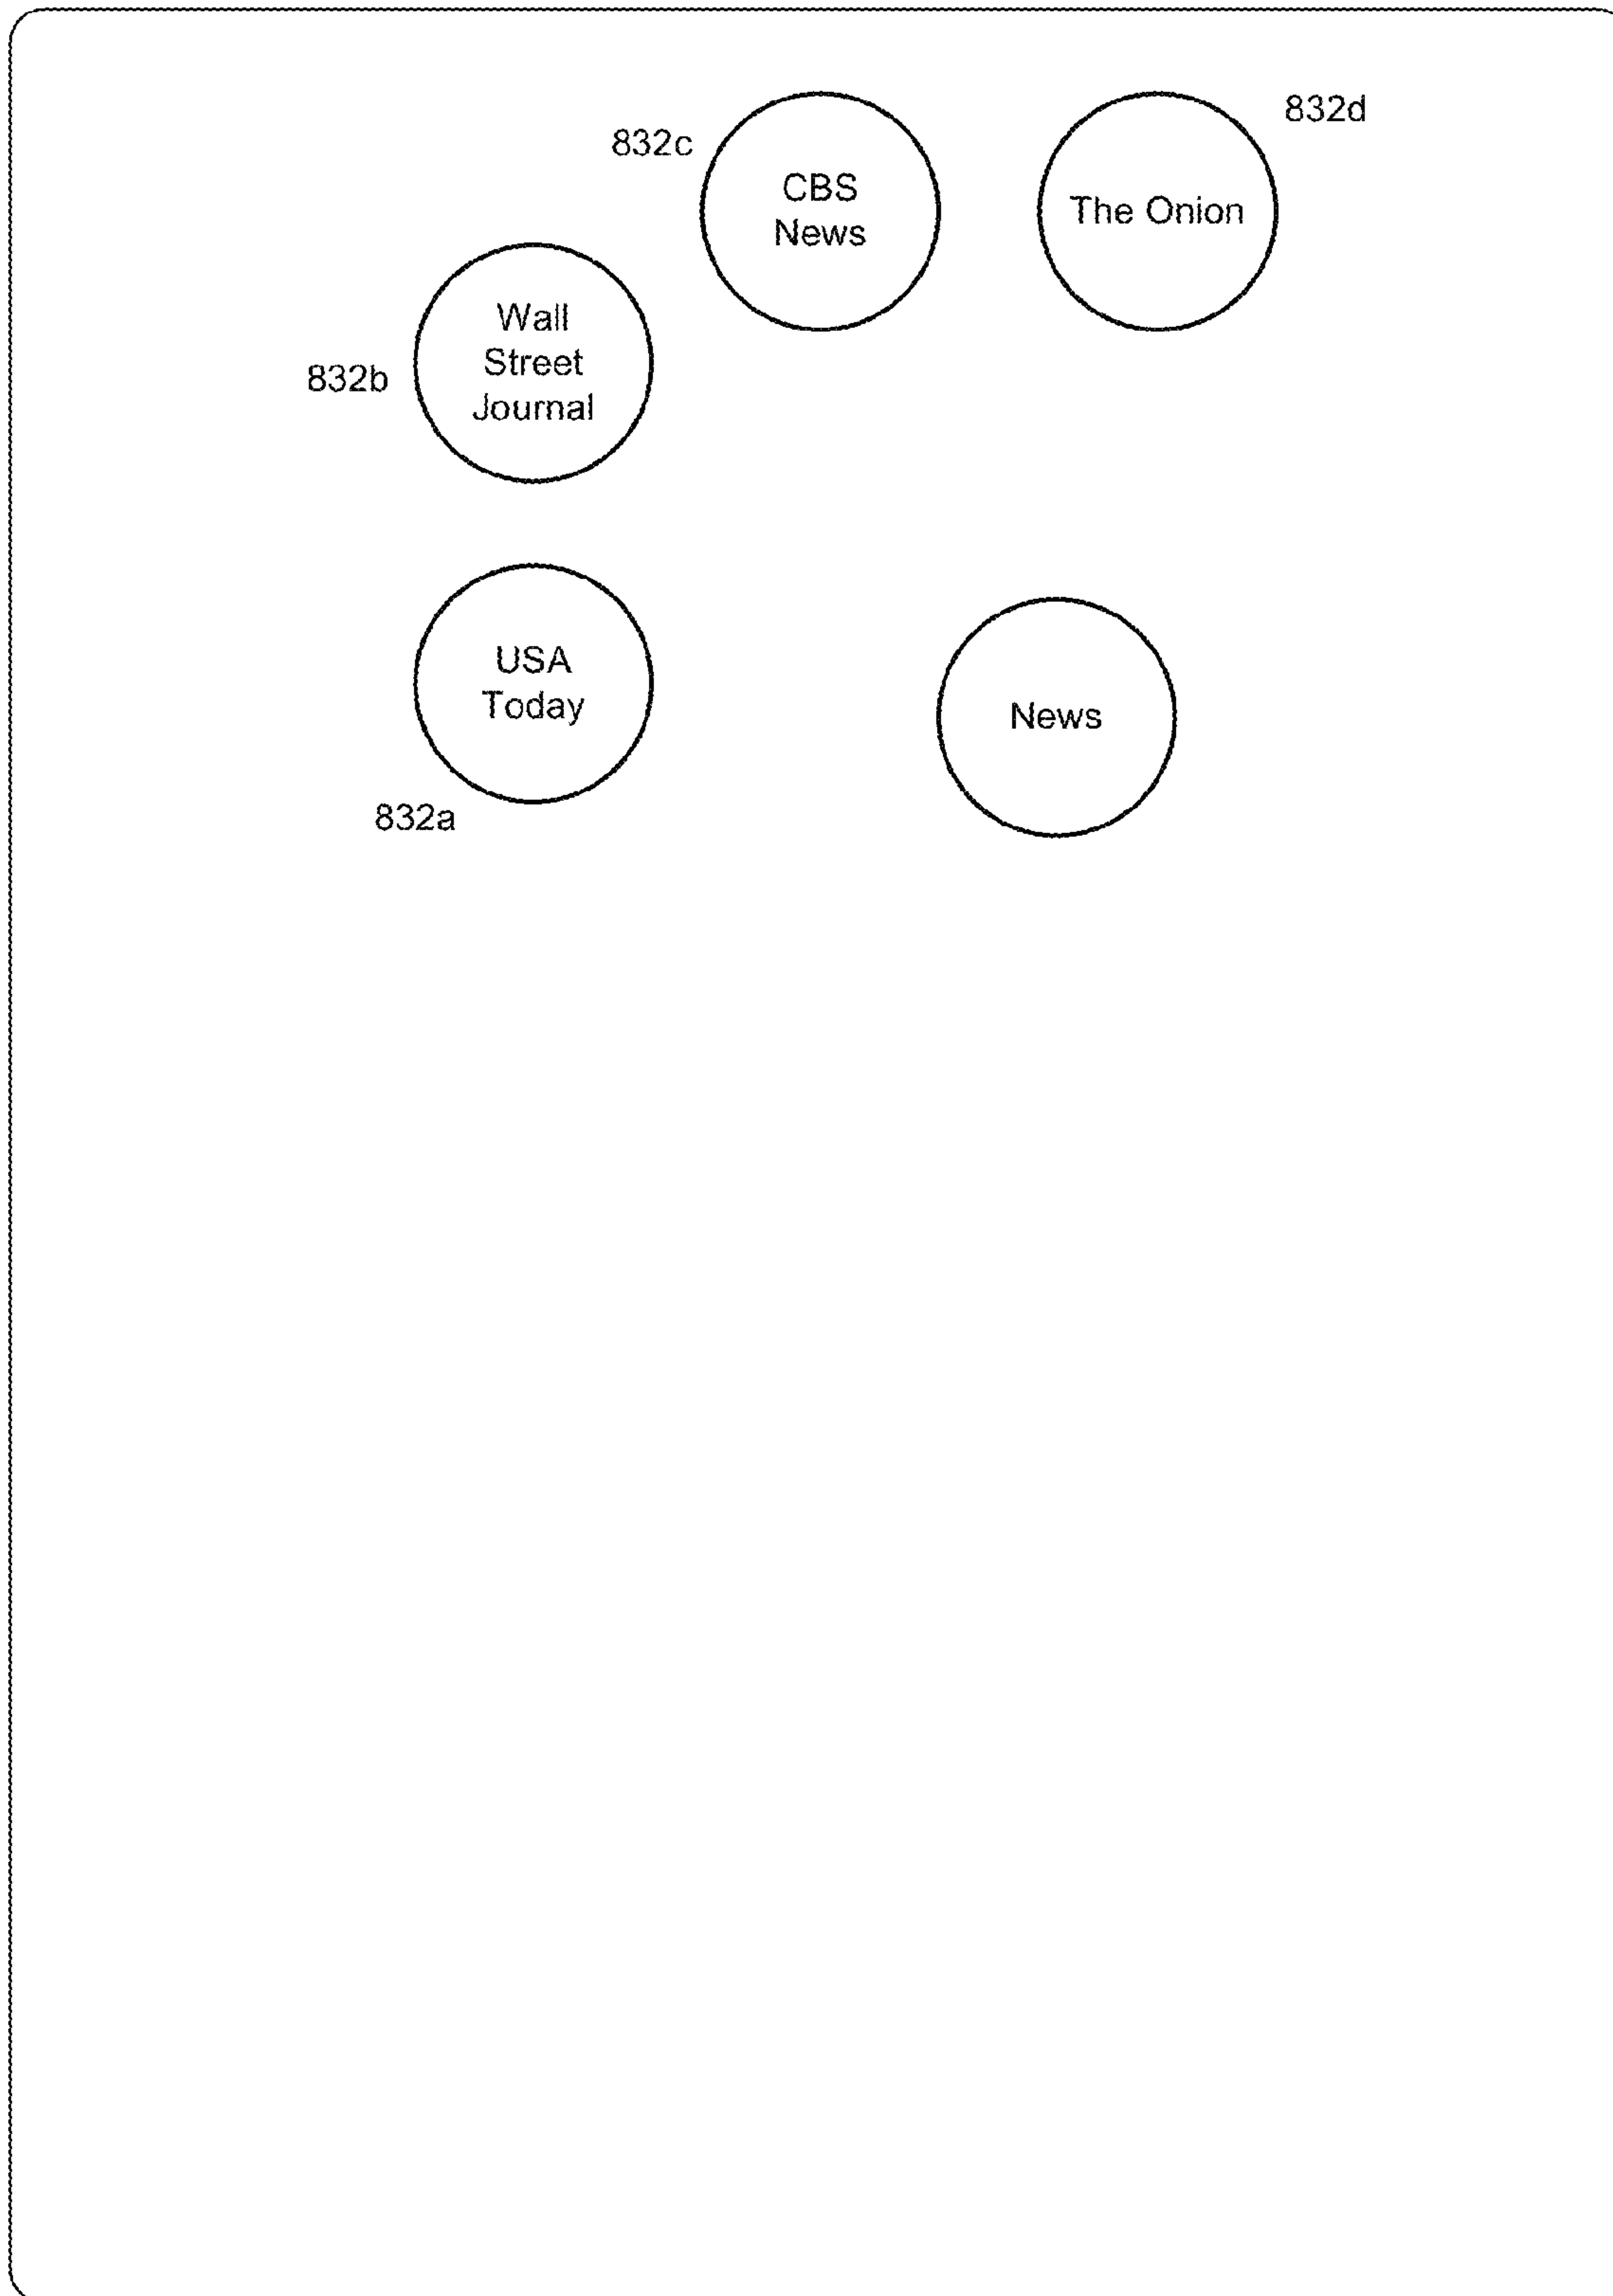 832d
832c
CBS
News
The Onion
Wall
Street
Journal
832b
USA
Today
News
832a